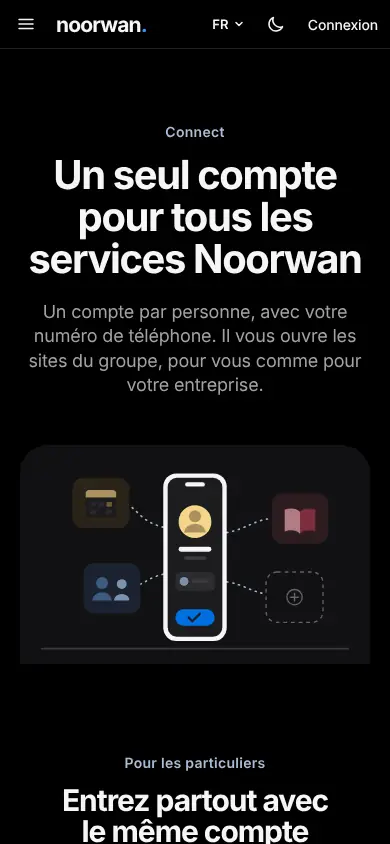 noorwan.
FR
Connexion
Connect
Un seul compte
pour tous les
services Noorwan
Un compte par personne, avec votre
numéro de téléphone. Il vous ouvre les
sites du groupe, pour vous comme pour
votre entreprise.
Pour les particuliers
Entrez partout avec
le même compte